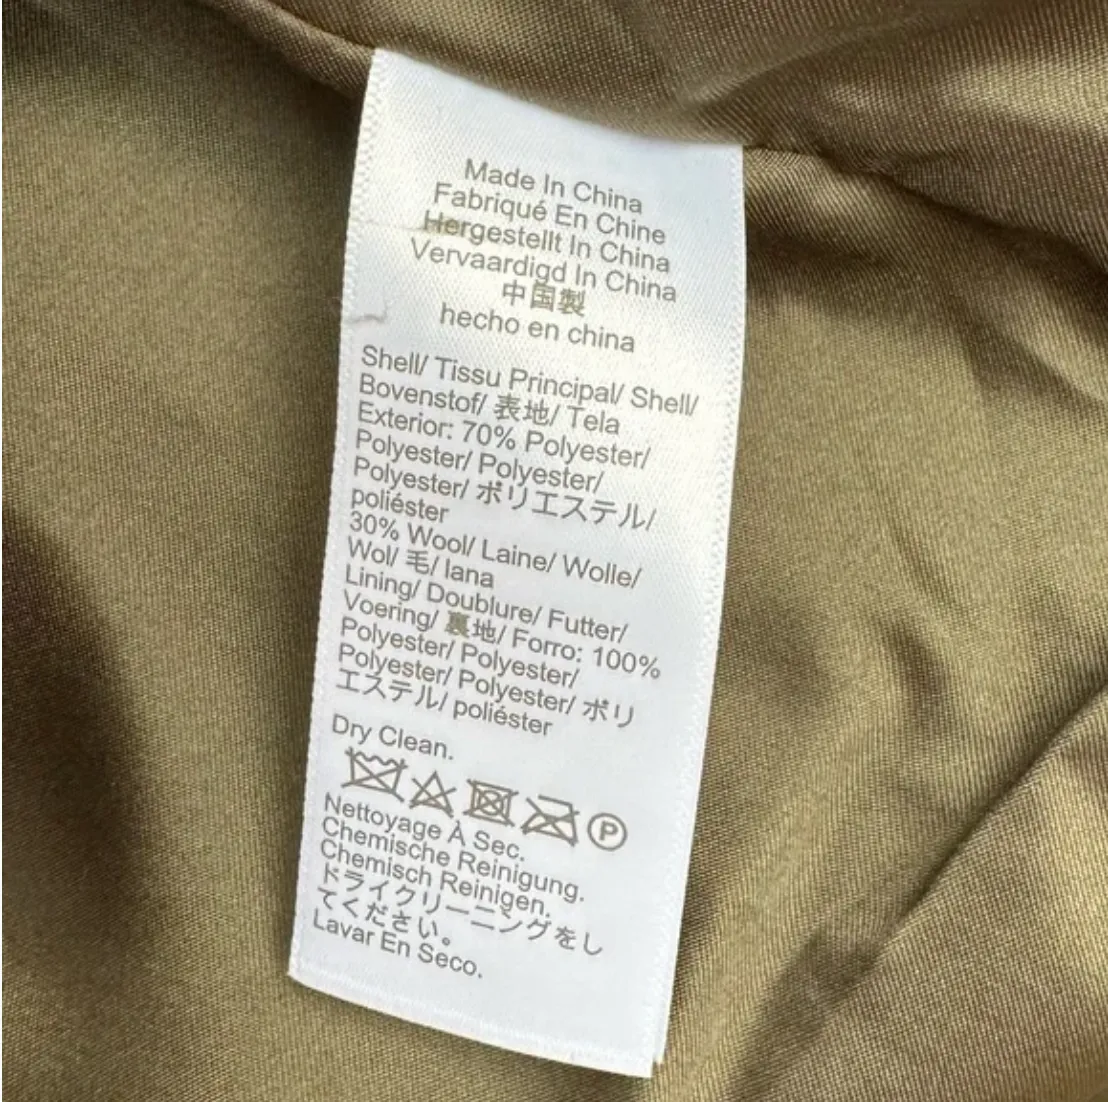 Made In China
Fabriqué En Chine
Hergestellt In China
Vervaardigd In China
中国製
hecho en china
Shell/ Tissu Principal/ Shell/
Bovenstof/ 表地/ Tela
Exterior: 70% Polyester/
Polyester/ Polyester/
Polyester/ ポリエステル/
poliéster
30% Wool/ Laine/ Wolle/
Wol/ 毛/ lana
Lining/ Doublure/ Futter/
Voering/ 裏地/ Forro: 100%
Polyester/ Polyester/
Polyester/ Polyester/ ポリ
エステル/ poliéster
Dry Clean.
P
Nettoyage À Sec.
Chemische Reinigung.
Chemisch Reinigen.
ドライクリーニングをし
てください。
Lavar En Seco.